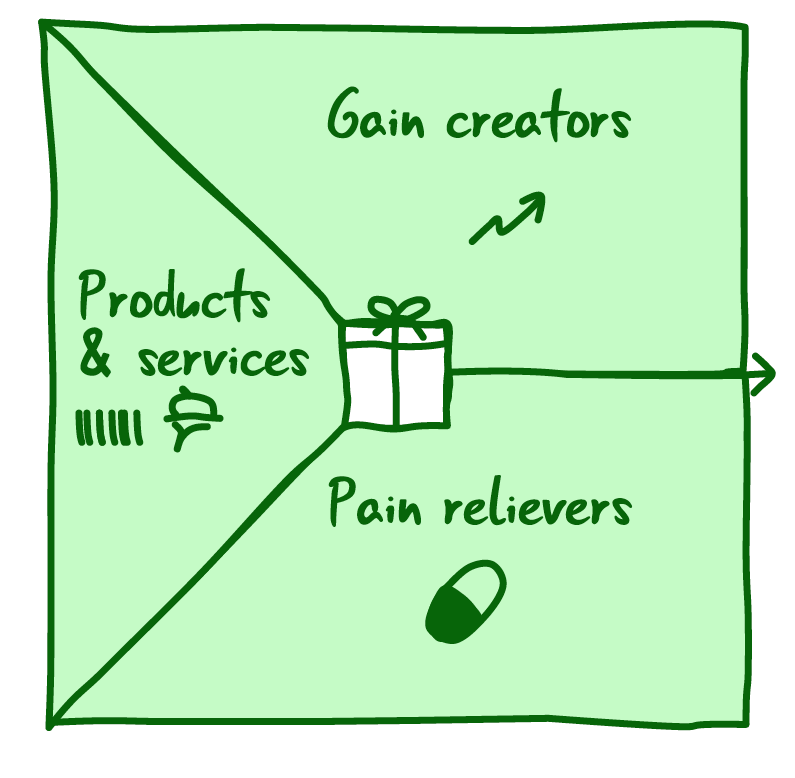 Gain creators
Products
& services
Pain relievers